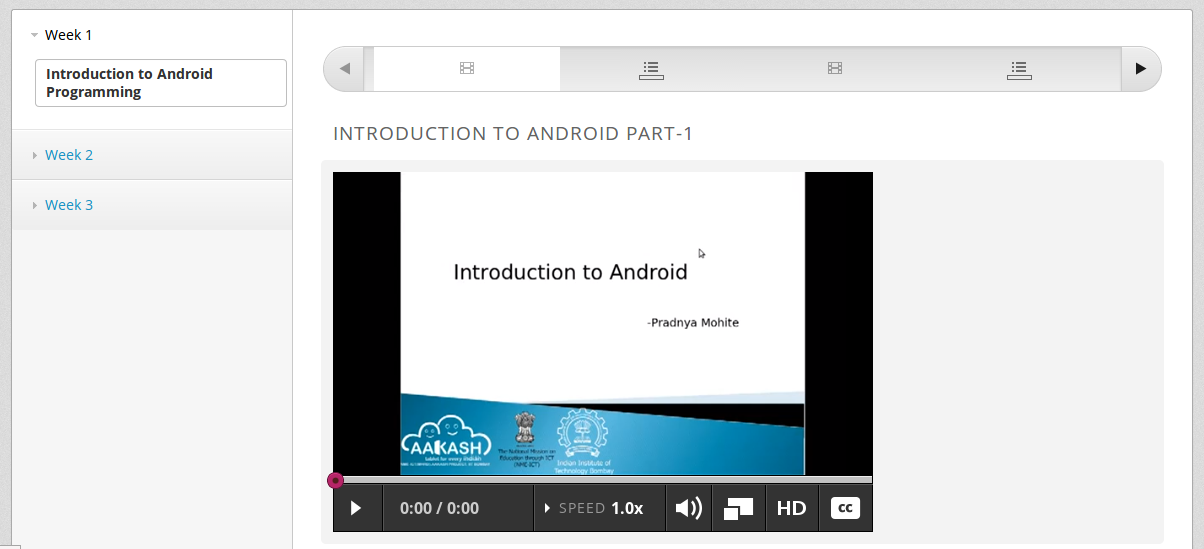 Week 1
Introduction to Android
Programming
Week 2
Week 3
INTRODUCTION TO ANDROID PART-1
Introduction to Android
-Pradnya Mohite
AAKASH
The National Mission on
Education through ICT
(NME-ICT)
Indian Institute of
Technology Bombay
0:00 / 0:00
SPEED 1.0x
HD
CC